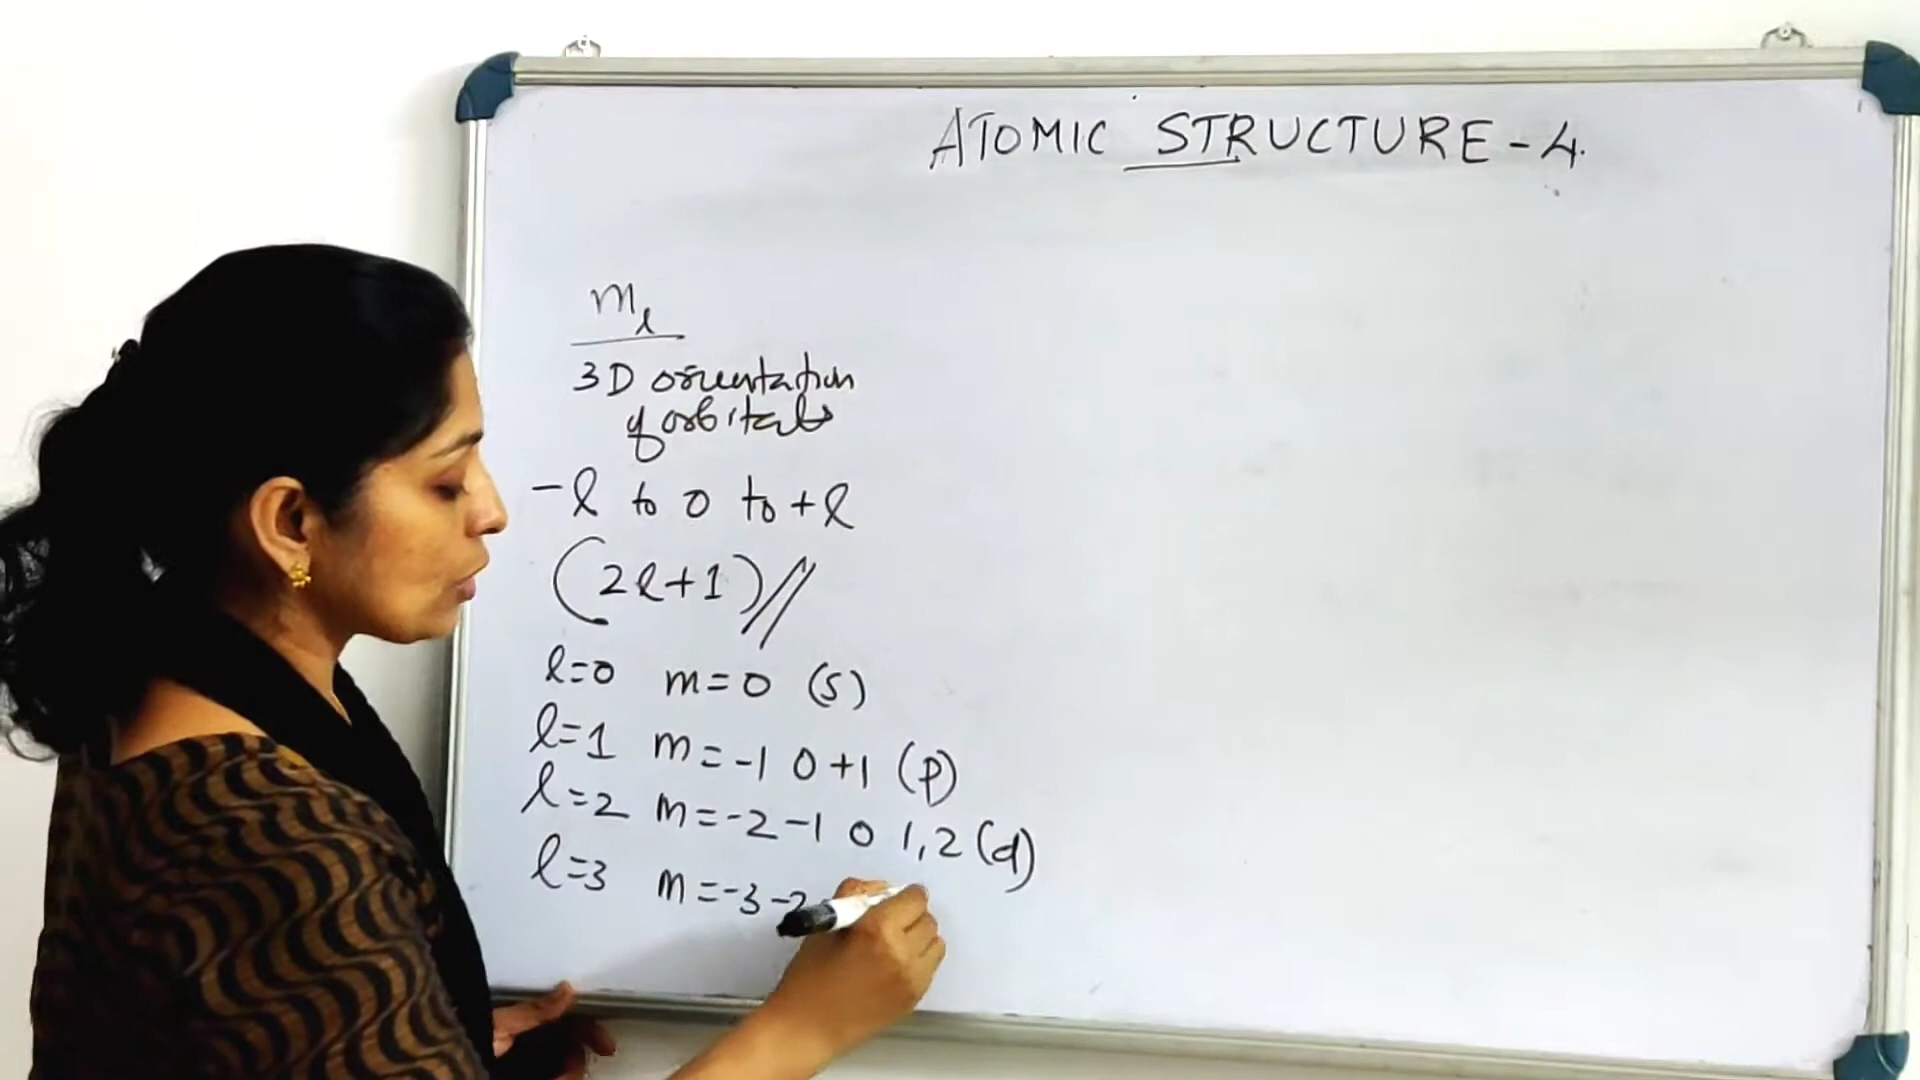 ATOMIC STRUCTURE-4.
ml
3D orientation
of orbitals
-l to 0 to +l
(2l+1)//
l=0 m=0 (s)
l=1 m=-1 0 +1 (p)
l=2 m=-2 -1 0 1,2 (d)
l=3 m=-3 -2